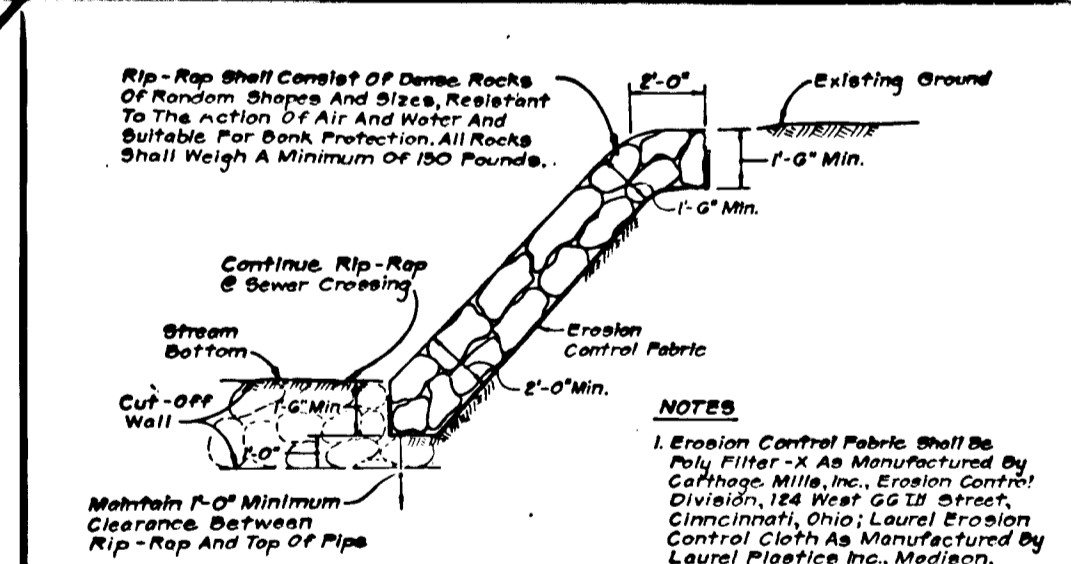 Rip-Rap Shall Consist Of Dense Rocks
Of Random Shapes And Sizes, Resistant
To The Action Of Air And Water And
Suitable For Bank Protection. All Rocks
Shall Weigh A Minimum Of 150 Pounds.
2'-0"
Existing Ground
1'-6" Min.
1'-6" Min.
Continue Rip-Rap
@ Sewer Crossing
Stream
Bottom
Erosion
Control Fabric
2'-0" Min.
Cut-Off
Wall
1'-6" Min
1'-0"
Maintain 1'-0" Minimum
Clearance Between
Rip-Rap And Top Of Pipe
NOTES
1. Erosion Control Fabric Shall Be
Poly Filter-X As Manufactured By
Carthage Mills, Inc., Erosion Control
Division, 124 West 66 Th Street,
Cinncinnati, Ohio; Laurel Erosion
Control Cloth As Manufactured By
Laurel Plastics Inc., Madison,